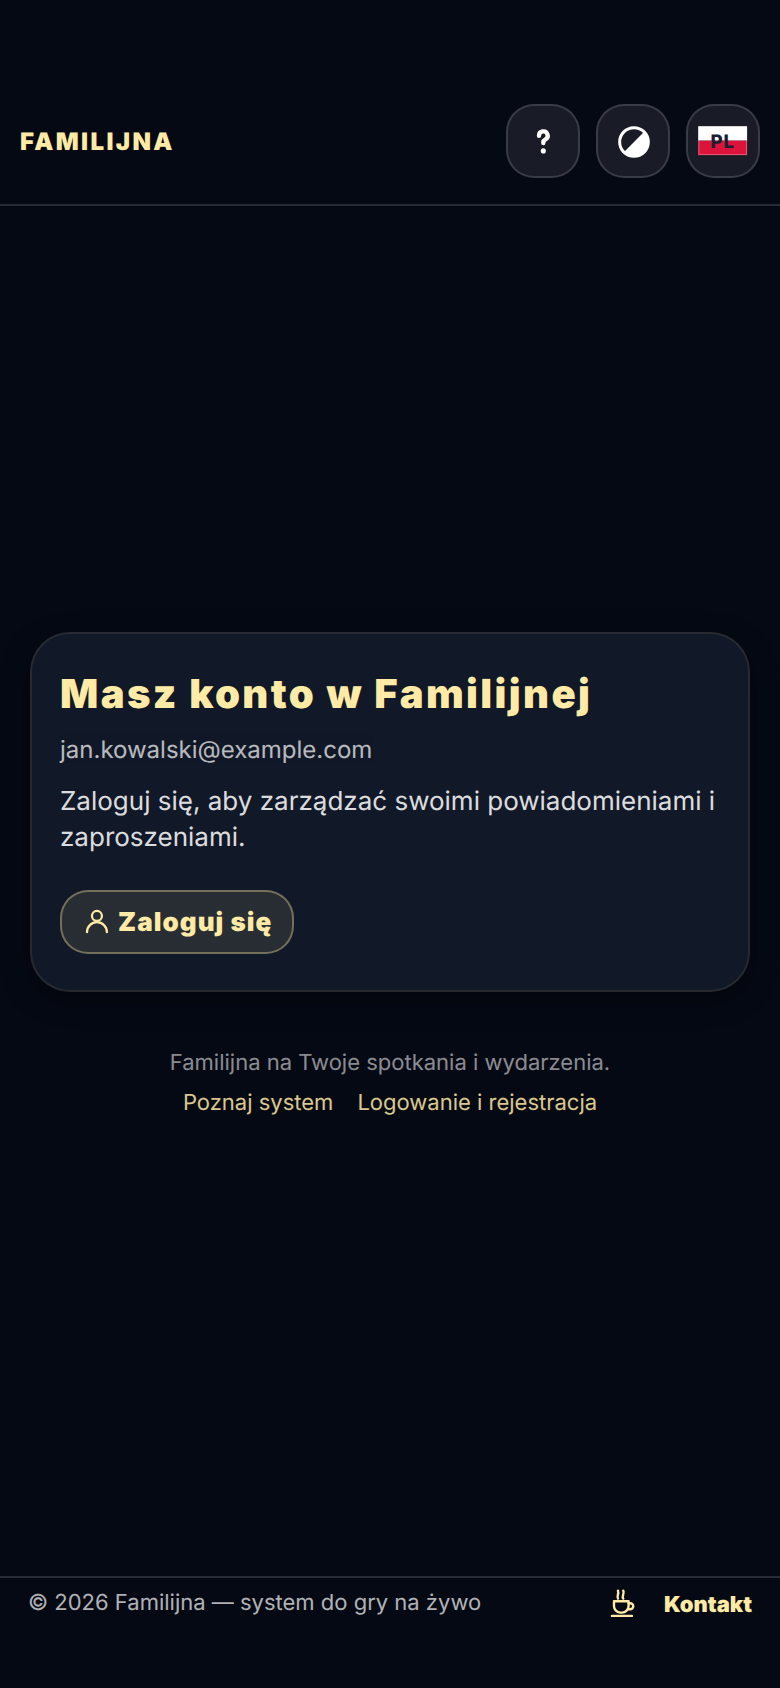 FAMILIJNA
?
PL
Masz konto w Familijnej
jan.kowalski@example.com
Zaloguj się, aby zarządzać swoimi powiadomieniami i
zaproszeniami.
Zaloguj się
Familijna na Twoje spotkania i wydarzenia.
Poznaj system Logowanie i rejestracja
© 2026 Familijna — system do gry na żywo Kontakt